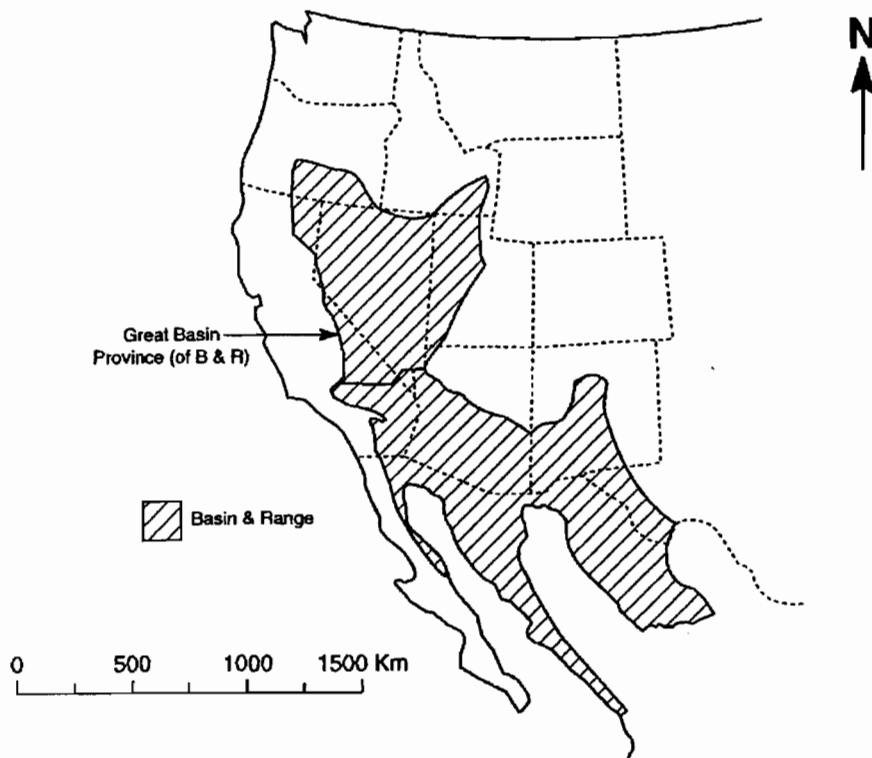 N
Great Basin
Province (of B & R)
Basin & Range
0 500 1000 1500 Km